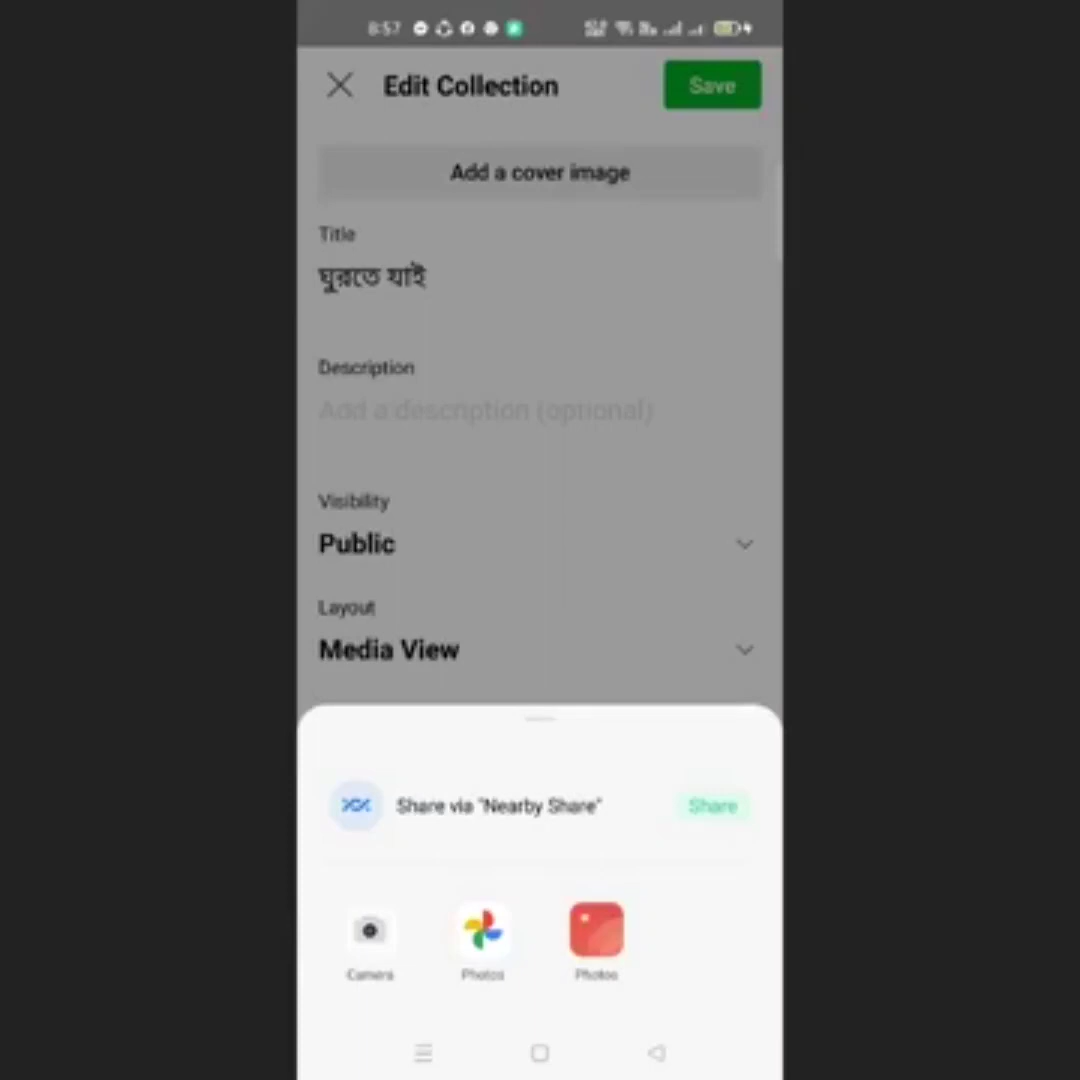 8:57
Edit Collection
Save
Add a cover image
Title
ঘুরতে যাই
Description
Add a description (optional)
Visibility
Public
Layout
Media View
Share via "Nearby Share"
Share
Camera
Photos
Photos